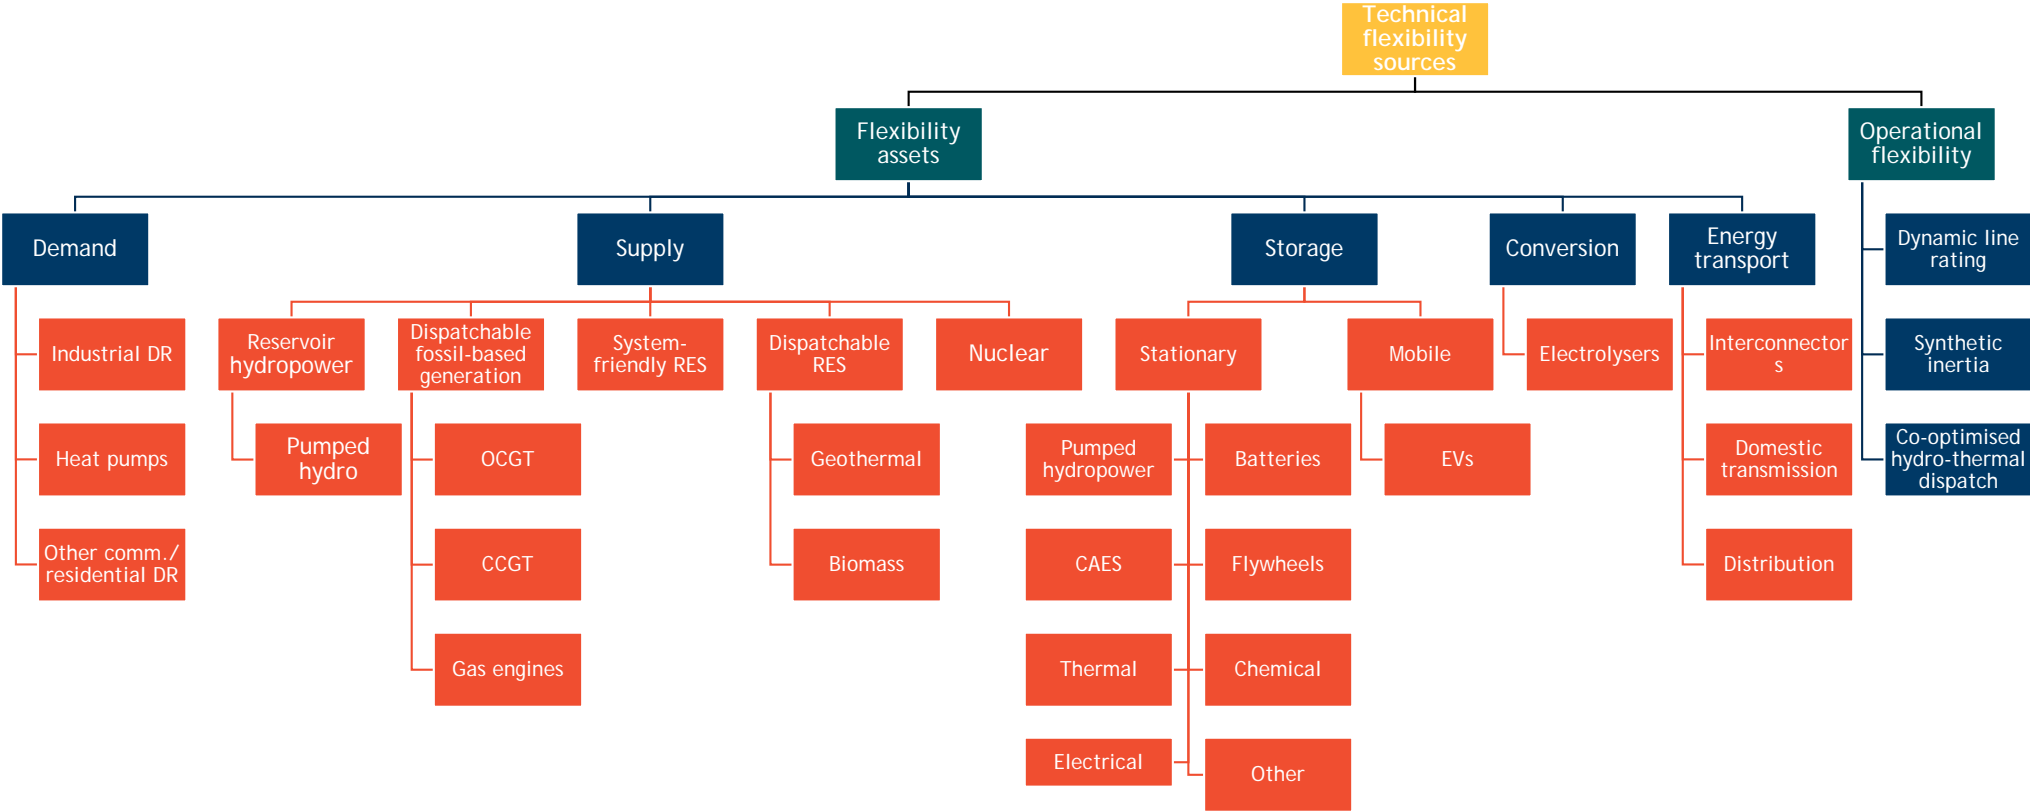 Technical
flexibility
sources
Flexibility
assets
Operational
flexibility
Demand
Supply
Storage
Conversion
Energy
transport
Dynamic line
rating
Industrial DR
Reservoir
hydropower
Dispatchable
fossil-based
generation
System-
friendly RES
Dispatchable
RES
Nuclear
Stationary
Mobile
Electrolysers
Interconnector
s
Synthetic
inertia
Heat pumps
Pumped
hydro
OCGT
Geothermal
Pumped
hydropower
Batteries
EVs
Domestic
transmission
Co-optimised
hydro-thermal
dispatch
Other comm./
residential DR
CCGT
Biomass
CAES
Flywheels
Distribution
Gas engines
Thermal
Chemical
Electrical
Other